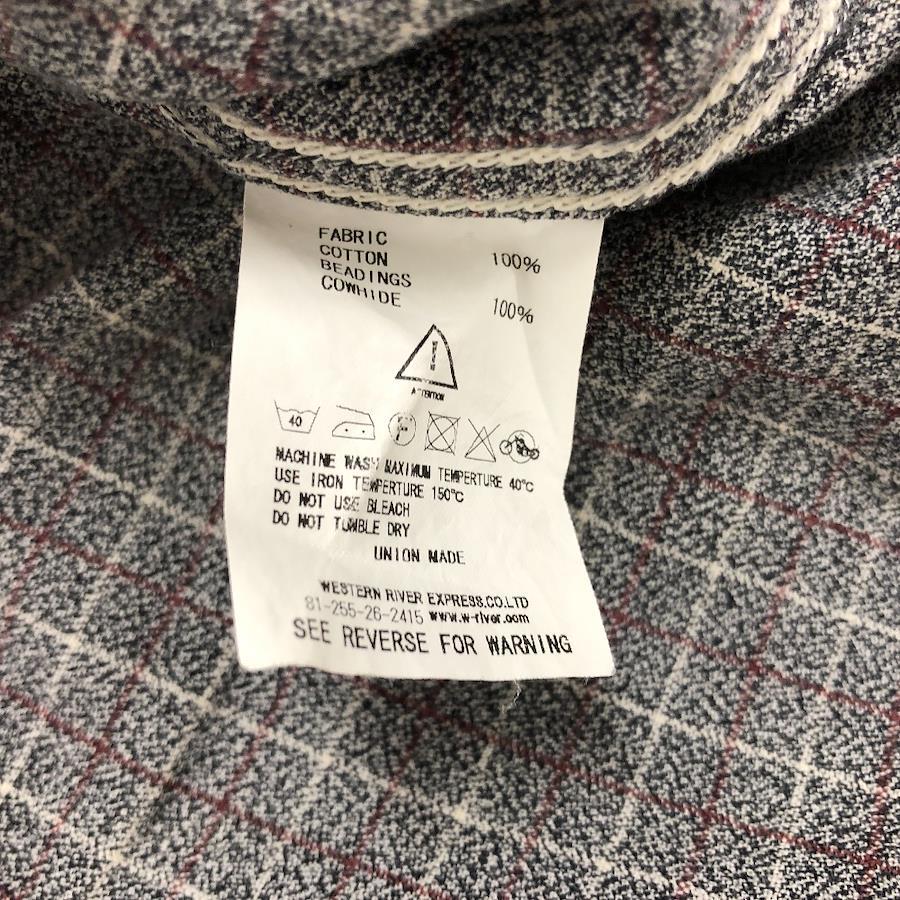 FABRIC
COTTON 100%
BEADINGS
COWHIDE 100%
ATTENTION
40
F
MACHINE WASH MAXIMUM TEMPERTURE 40℃
USE IRON TEMPERTURE 150℃
DO NOT USE BLEACH
DO NOT TUMBLE DRY
UNION MADE
WESTERN RIVER EXPRESS.CO.LTD
81-255-26-2415 www.w-river.com
SEE REVERSE FOR WARNING